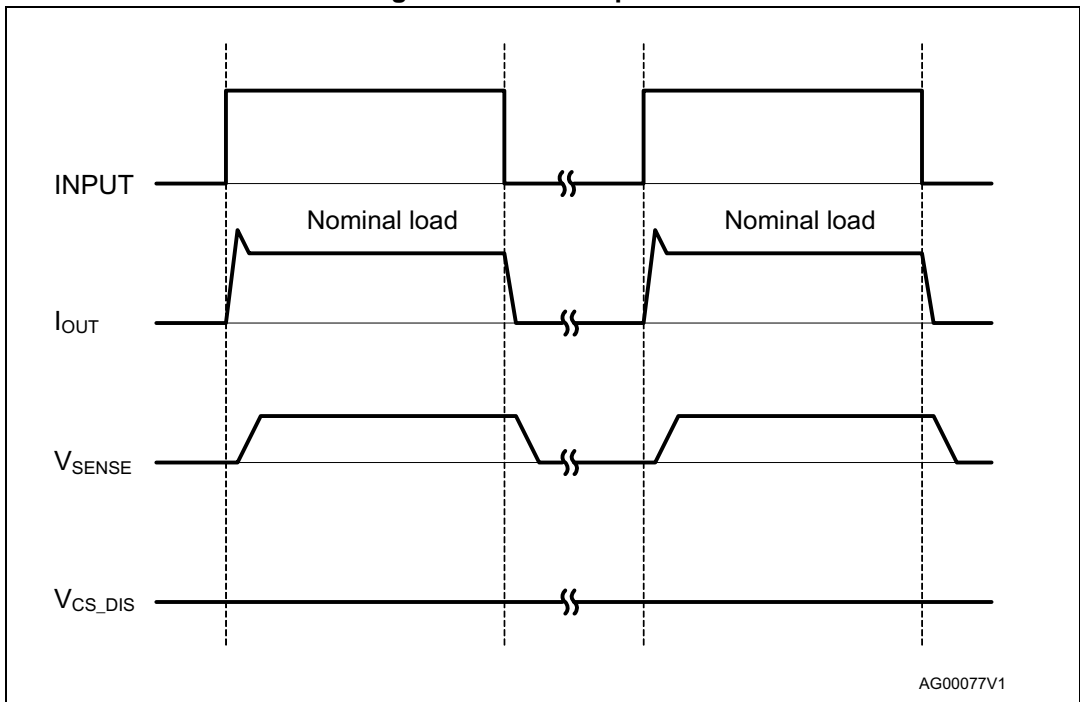 INPUT
Nominal load
Nominal load
IOUT
VSENSE
VCS_DIS
AG00077V1